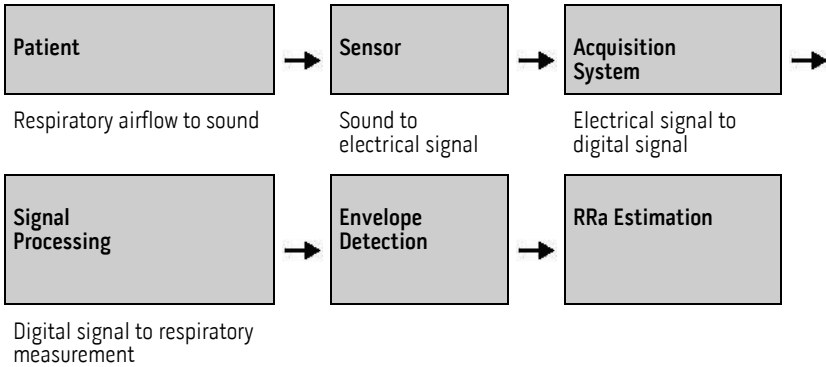 Patient
Sensor
Acquisition
System
Respiratory airflow to sound
Sound to
electrical signal
Electrical signal to
digital signal
Signal
Processing
Envelope
Detection
RRa Estimation
Digital signal to respiratory
measurement